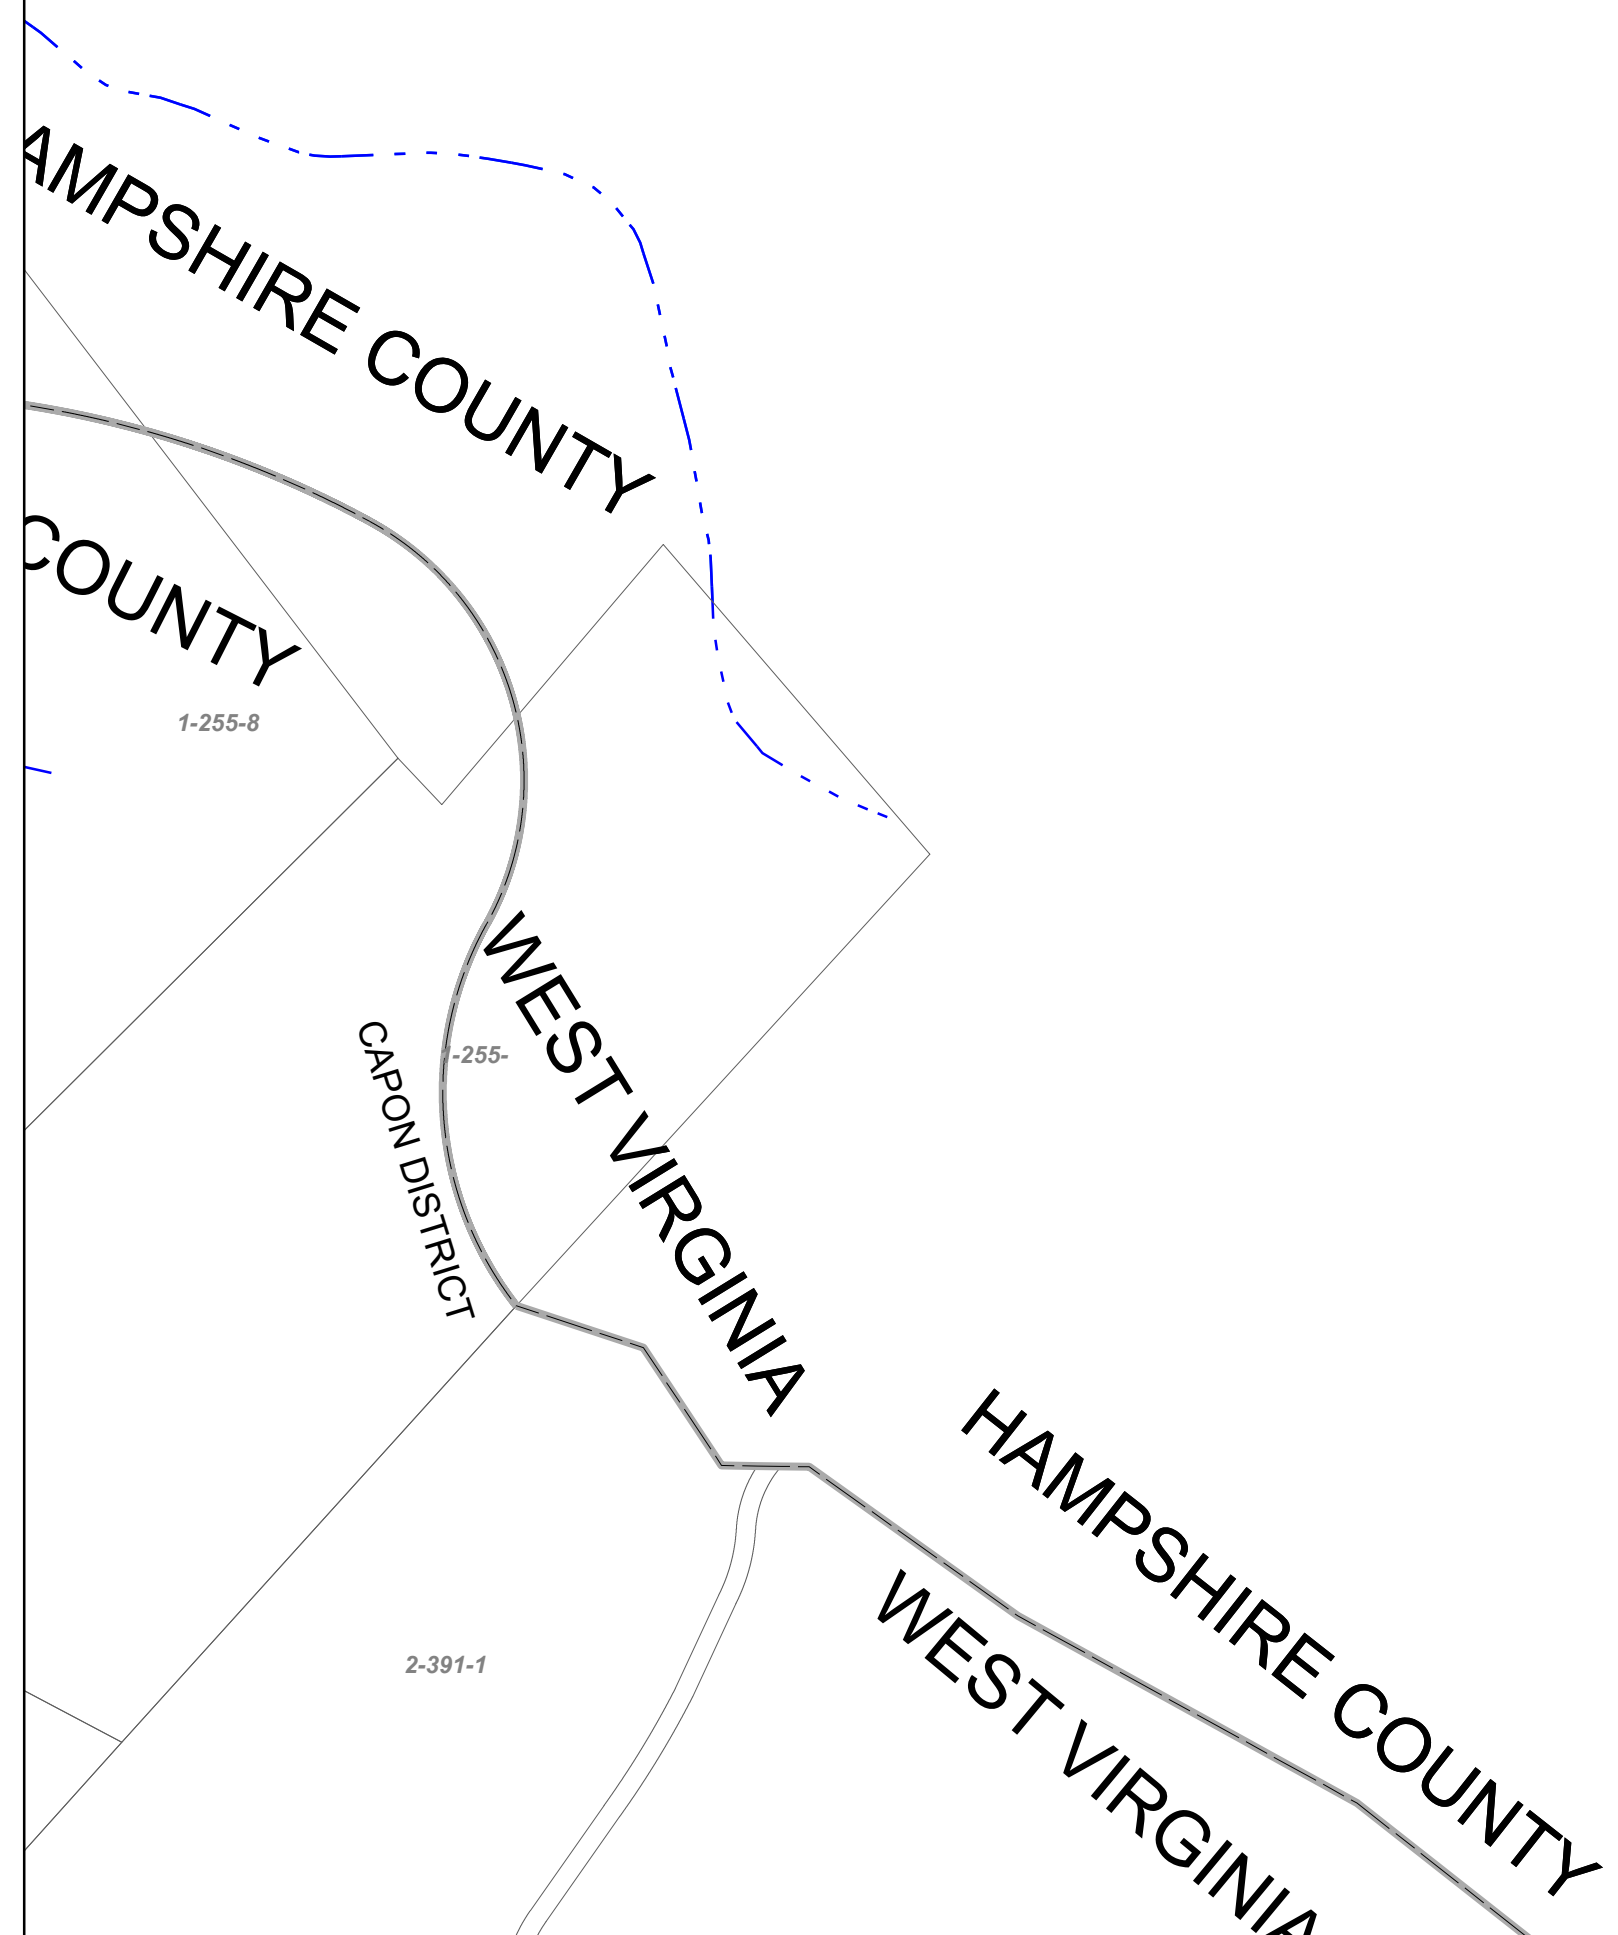 AMPSHIRE COUNTY
COUNTY
1-255-8
WEST VIRGINIA
CAPON DISTRICT
-255-
HAMPSHIRE COUNTY
WEST VIRGINIA
2-391-1